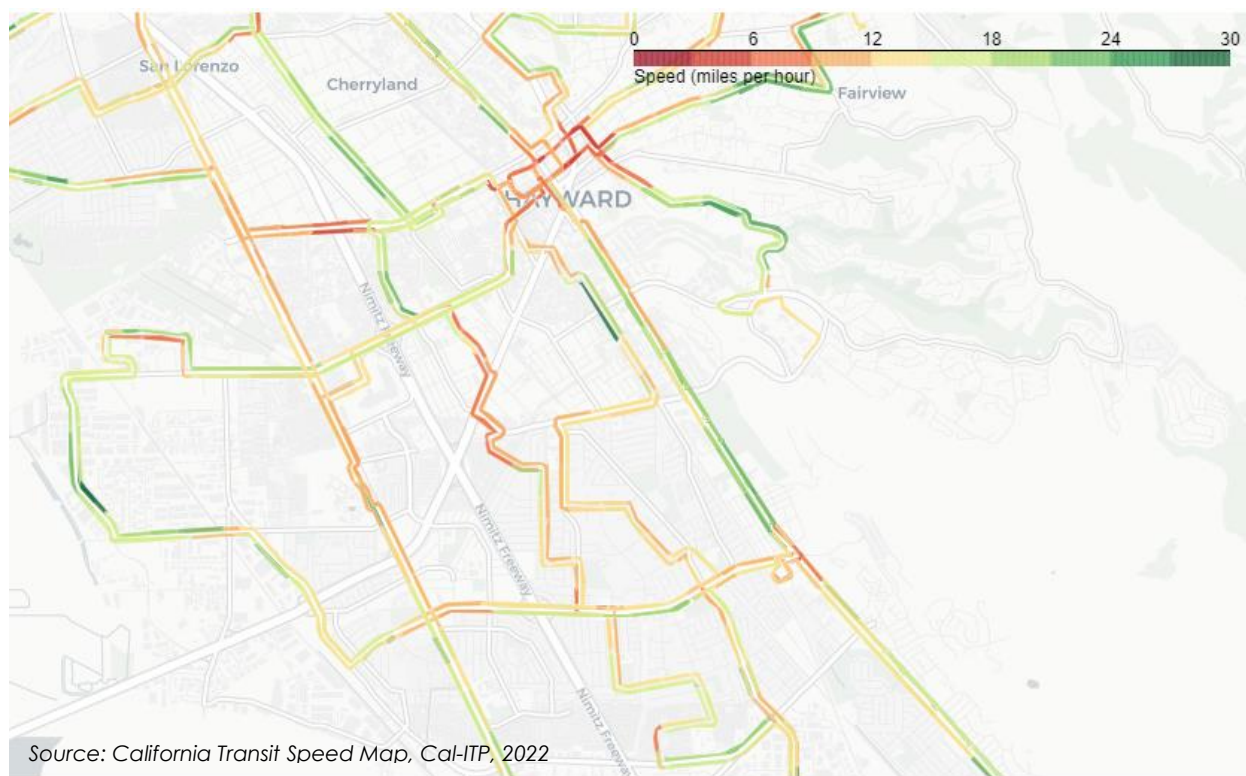 0 6 12 18 24 30
Speed (miles per hour)
San Lorenzo
Cherryland
Fairview
HAYWARD
Nimitz Freeway
Nimitz Freeway
Nimitz Freeway
Source: California Transit Speed Map, Cal-ITP, 2022